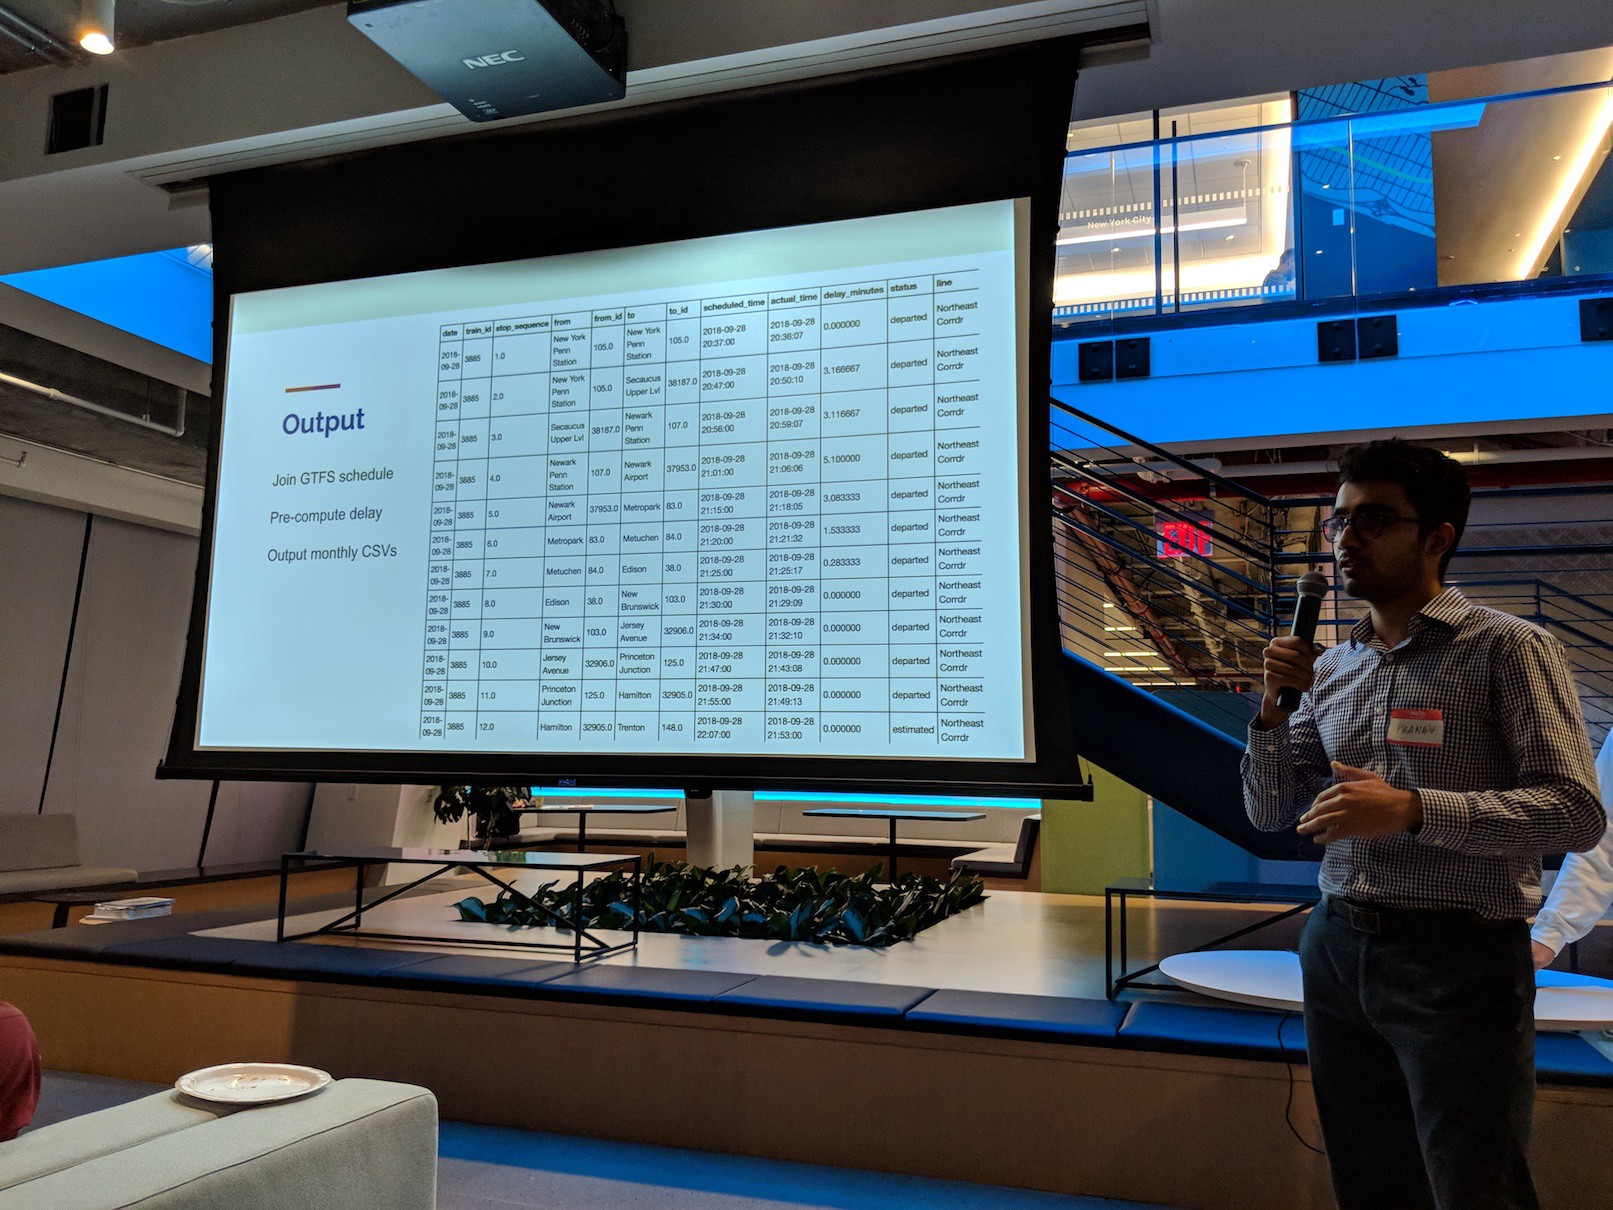 NEC
New York City
Output
Join GTFS schedule
Pre-compute delay
Output monthly CSVs
date train_id stop_sequence from from_id to to_id scheduled_time actual_time delay_minutes status line
2018-09-28 3885 1.0 New York Penn Station 105.0 New York Penn Station 105.0 2018-09-28 20:37:00 2018-09-28 20:36:07 0.000000 departed Northeast Corrdr
2018-09-28 3885 2.0 New York Penn Station 105.0 Secaucus Upper Lvl 38187.0 2018-09-28 20:47:00 2018-09-28 20:50:10 3.166667 departed Northeast Corrdr
2018-09-28 3885 3.0 Secaucus Upper Lvl 38187.0 Newark Penn Station 107.0 2018-09-28 20:56:00 2018-09-28 20:59:07 3.116667 departed Northeast Corrdr
2018-09-28 3885 4.0 Newark Penn Station 107.0 Newark Airport 37953.0 2018-09-28 21:01:00 2018-09-28 21:06:06 5.100000 departed Northeast Corrdr
2018-09-28 3885 5.0 Newark Airport 37953.0 Metropark 83.0 2018-09-28 21:15:00 2018-09-28 21:18:05 3.083333 departed Northeast Corrdr
2018-09-28 3885 6.0 Metropark 83.0 Metuchen 84.0 2018-09-28 21:20:00 2018-09-28 21:21:32 1.533333 departed Northeast Corrdr
2018-09-28 3885 7.0 Metuchen 84.0 Edison 38.0 2018-09-28 21:25:00 2018-09-28 21:25:17 0.283333 departed Northeast Corrdr
2018-09-28 3885 8.0 Edison 38.0 New Brunswick 103.0 2018-09-28 21:30:00 2018-09-28 21:29:09 0.000000 departed Northeast Corrdr
2018-09-28 3885 9.0 New Brunswick 103.0 Jersey Avenue 32906.0 2018-09-28 21:34:00 2018-09-28 21:32:10 0.000000 departed Northeast Corrdr
2018-09-28 3885 10.0 Jersey Avenue 32906.0 Princeton Junction 125.0 2018-09-28 21:47:00 2018-09-28 21:43:08 0.000000 departed Northeast Corrdr
2018-09-28 3885 11.0 Princeton Junction 125.0 Hamilton 32905.0 2018-09-28 21:55:00 2018-09-28 21:49:13 0.000000 departed Northeast Corrdr
2018-09-28 3885 12.0 Hamilton 32905.0 Trenton 148.0 2018-09-28 22:07:00 2018-09-28 21:53:00 0.000000 estimated Northeast Corrdr
EXIT
PRANAV